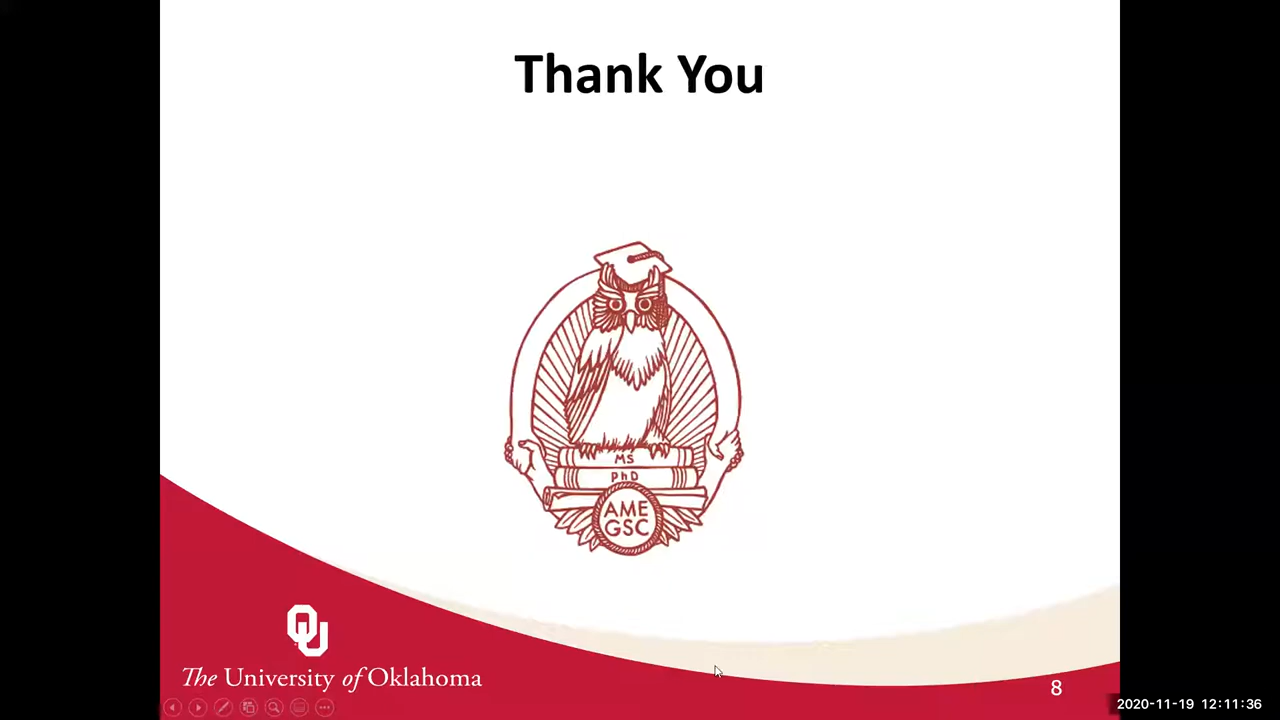 Thank You
MS
PhD
AME
GSC
OU
The University of Oklahoma
8
2020-11-19 12:11:36